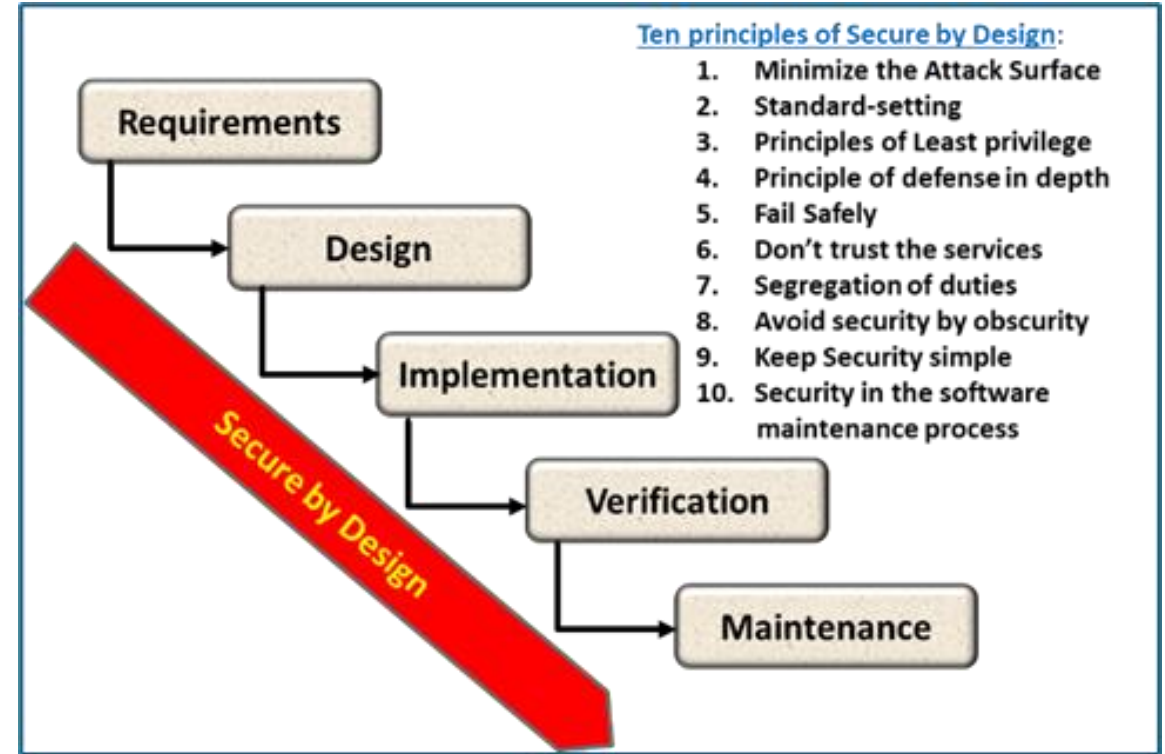 Ten principles of Secure by Design:
1. Minimize the Attack Surface
2. Standard-setting
3. Principles of Least privilege
4. Principle of defense in depth
5. Fail Safely
6. Don't trust the services
7. Segregation of duties
8. Avoid security by obscurity
9. Keep Security simple
10. Security in the software
maintenance process
Requirements
Design
Implementation
Verification
Maintenance
Secure by Design